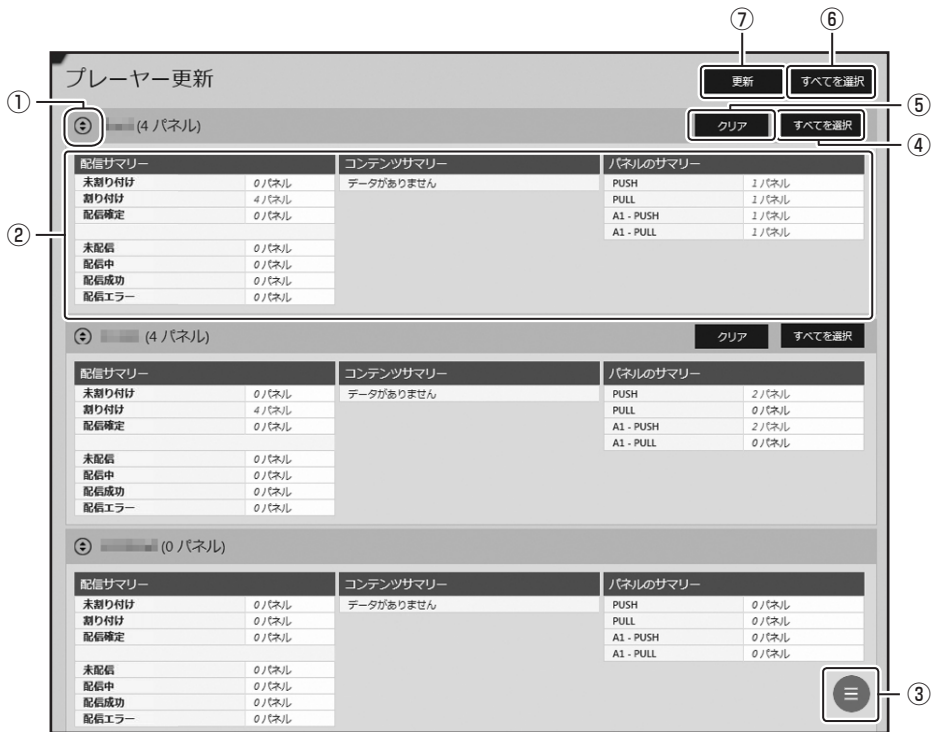 ⑦ ⑥
プレーヤー更新 更新 すべてを選択
① (4 パネル) クリア すべてを選択 ⑤
④
配信サマリー コンテンツサマリー パネルのサマリー
未割り付け 0パネル データがありません PUSH 1パネル
割り付け 4パネル PULL 1パネル
配信確定 0パネル A1 - PUSH 1パネル
② A1 - PULL 1パネル
未配信 0パネル
配信中 0パネル
配信成功 0パネル
配信エラー 0パネル
(4 パネル) クリア すべてを選択
配信サマリー コンテンツサマリー パネルのサマリー
未割り付け 0パネル データがありません PUSH 2パネル
割り付け 4パネル PULL 0パネル
配信確定 0パネル A1 - PUSH 2パネル
A1 - PULL 0パネル
未配信 0パネル
配信中 0パネル
配信成功 0パネル
配信エラー 0パネル
(0 パネル)
配信サマリー コンテンツサマリー パネルのサマリー
未割り付け 0パネル データがありません PUSH 0パネル
割り付け 0パネル PULL 0パネル
配信確定 0パネル A1 - PUSH 0パネル
A1 - PULL 0パネル
未配信 0パネル
配信中 0パネル
配信成功 0パネル ③
配信エラー 0パネル